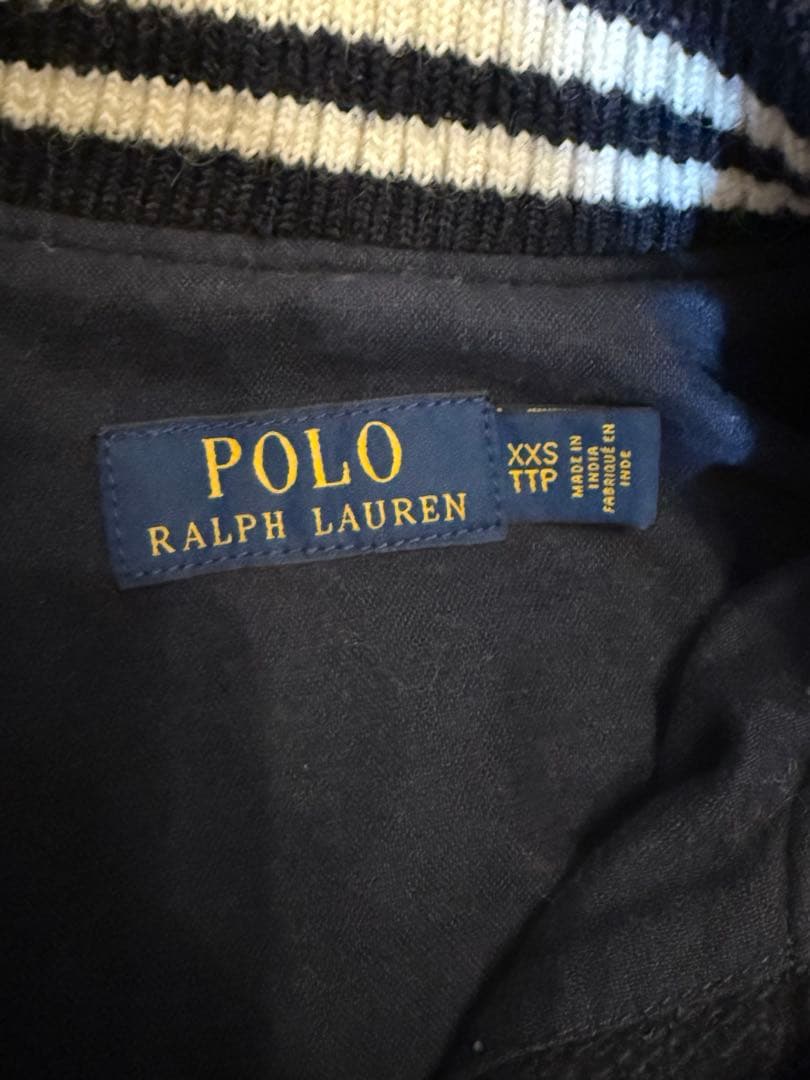 POLO
RALPH LAUREN
XXS
TTP
MADE IN
INDIA
FABRIQUÉ EN
INDE